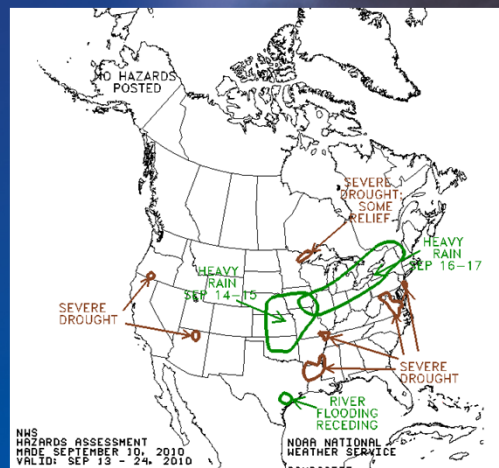 NO HAZARDS
POSTED
SEVERE
DROUGHT:
SOME
RELIEF.
HEAVY
RAIN
SEP 16-17
HEAVY
RAIN
SEP 14-15
SEVERE
DROUGHT
SEVERE
DROUGHT
RIVER
FLOODING
RECEDING
NWS
HAZARDS ASSESSMENT
MADE SEPTEMBER 10, 2010
VALID: SEP 13 - 24, 2010
NOAA NATIONAL
WEATHER SERVICE